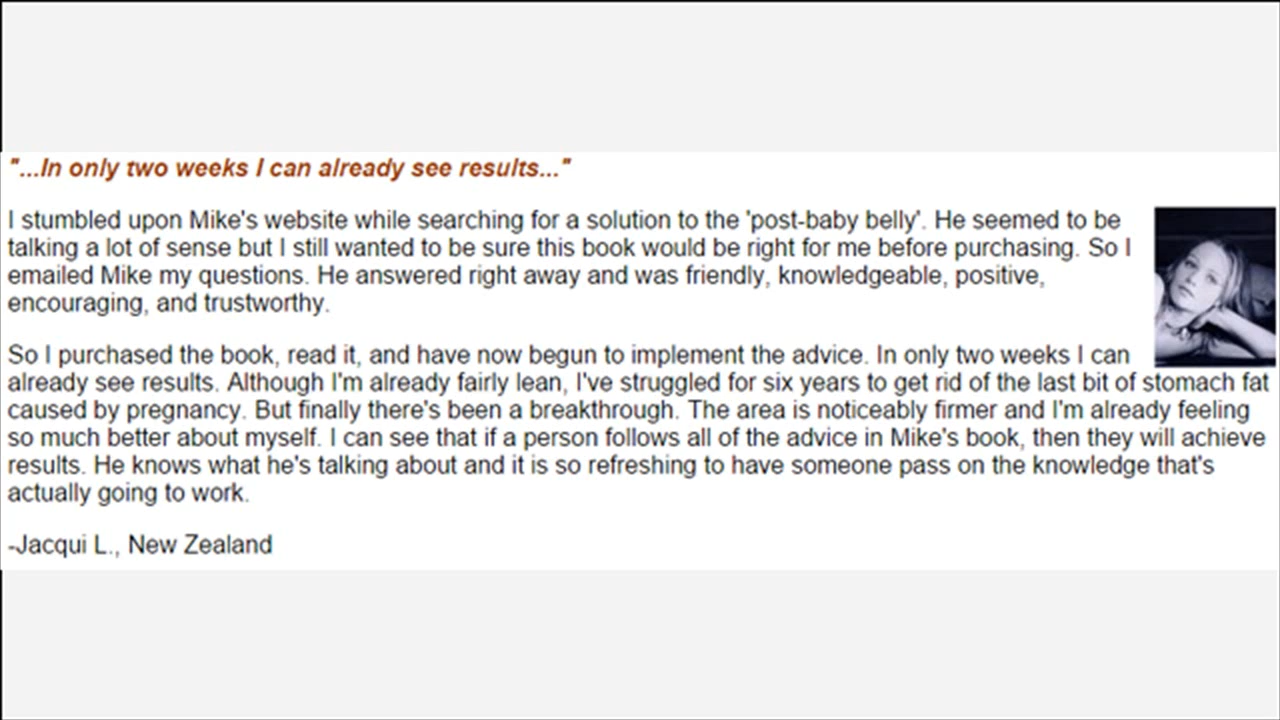 "...In only two weeks I can already see results..."
I stumbled upon Mike's website while searching for a solution to the 'post-baby belly'. He seemed to be
talking a lot of sense but I still wanted to be sure this book would be right for me before purchasing. So I
emailed Mike my questions. He answered right away and was friendly, knowledgeable, positive,
encouraging, and trustworthy.
So I purchased the book, read it, and have now begun to implement the advice. In only two weeks I can
already see results. Although I'm already fairly lean, I've struggled for six years to get rid of the last bit of stomach fat
caused by pregnancy. But finally there's been a breakthrough. The area is noticeably firmer and I'm already feeling
so much better about myself. I can see that if a person follows all of the advice in Mike's book, then they will achieve
results. He knows what he's talking about and it is so refreshing to have someone pass on the knowledge that's
actually going to work.
-Jacqui L., New Zealand